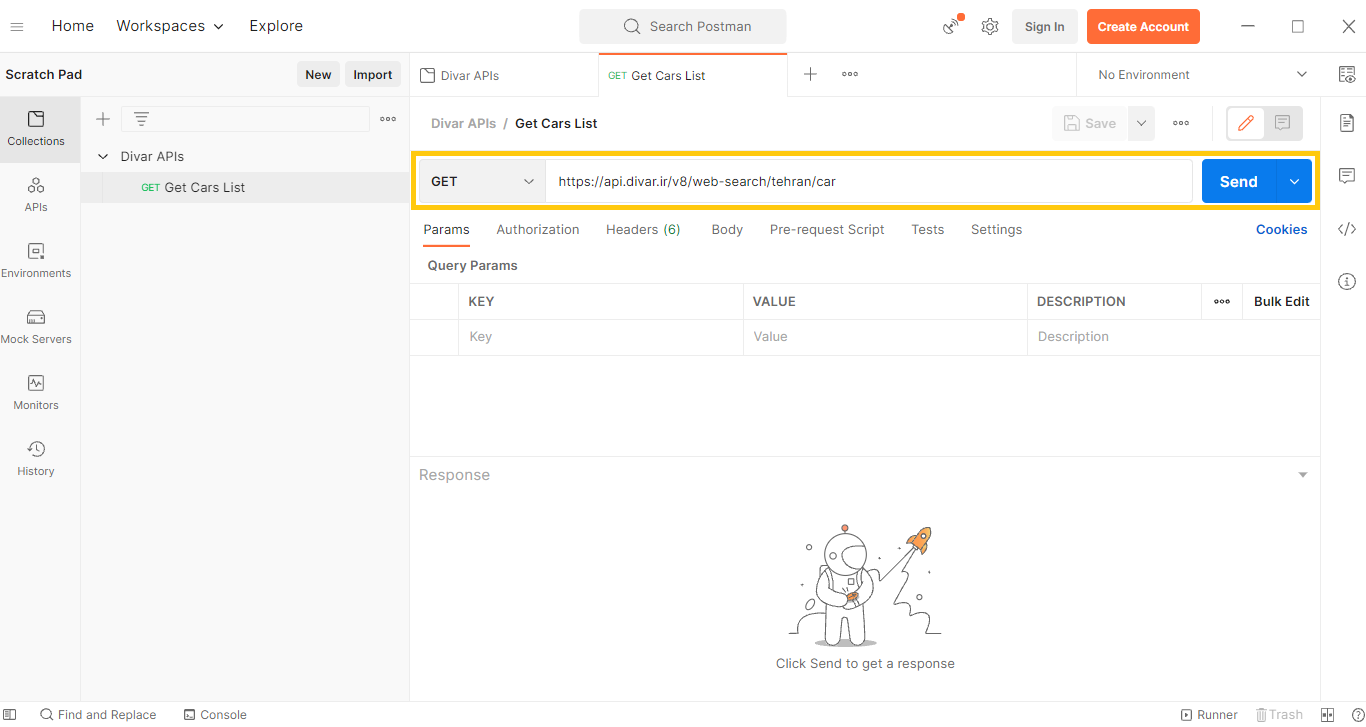 Home Workspaces Explore Search Postman Sign In Create Account
Scratch Pad New Import Divar APIs GET Get Cars List No Environment
Collections
APIs
Environments
Mock Servers
Monitors
History
Divar APIs
GET Get Cars List
Divar APIs / Get Cars List Save
GET https://api.divar.ir/v8/web-search/tehran/car Send
Params Authorization Headers (6) Body Pre-request Script Tests Settings Cookies
Query Params
KEY VALUE DESCRIPTION Bulk Edit
Key Value Description
Response
Click Send to get a response
Find and Replace Console Runner Trash